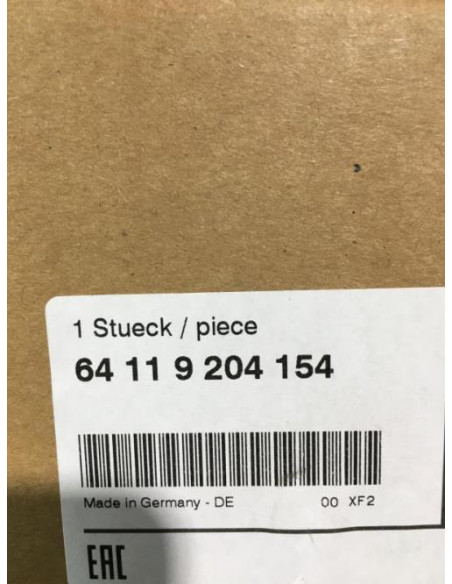 1 Stueck / piece
64 11 9 204 154
Made in Germany - DE 00 XF2
EAC